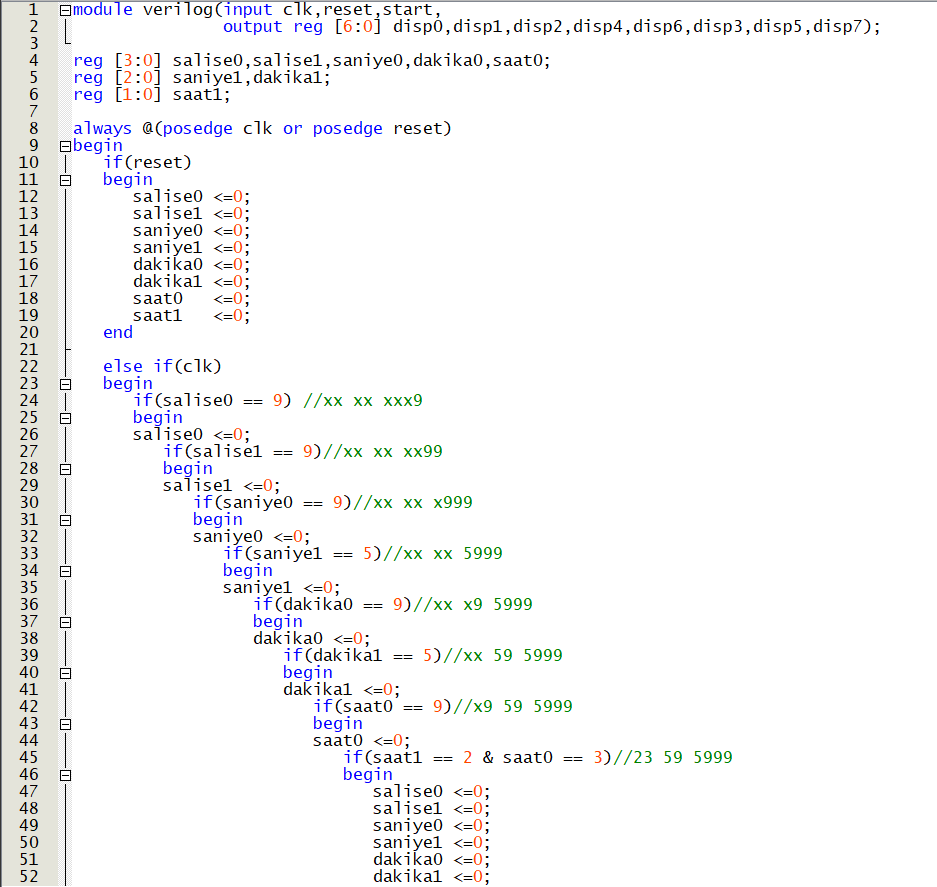 1 module verilog(input clk,reset,start,
2 output reg [6:0] disp0,disp1,disp2,disp4,disp6,disp3,disp5,disp7);
3
4 reg [3:0] salise0,salise1,saniye0,dakika0,saat0;
5 reg [2:0] saniye1,dakika1;
6 reg [1:0] saat1;
7
8 always @(posedge clk or posedge reset)
9 begin
10 if(reset)
11 begin
12 salise0 <=0;
13 salise1 <=0;
14 saniye0 <=0;
15 saniye1 <=0;
16 dakika0 <=0;
17 dakika1 <=0;
18 saat0 <=0;
19 saat1 <=0;
20 end
21
22 else if(clk)
23 begin
24 if(salise0 == 9) //xx xx xxx9
25 begin
26 salise0 <=0;
27 if(salise1 == 9)//xx xx xx99
28 begin
29 salise1 <=0;
30 if(saniye0 == 9)//xx xx x999
31 begin
32 saniye0 <=0;
33 if(saniye1 == 5)//xx xx 5999
34 begin
35 saniye1 <=0;
36 if(dakika0 == 9)//xx x9 5999
37 begin
38 dakika0 <=0;
39 if(dakika1 == 5)//xx 59 5999
40 begin
41 dakika1 <=0;
42 if(saat0 == 9)//x9 59 5999
43 begin
44 saat0 <=0;
45 if(saat1 == 2 & saat0 == 3)//23 59 5999
46 begin
47 salise0 <=0;
48 salise1 <=0;
49 saniye0 <=0;
50 saniye1 <=0;
51 dakika0 <=0;
52 dakika1 <=0;